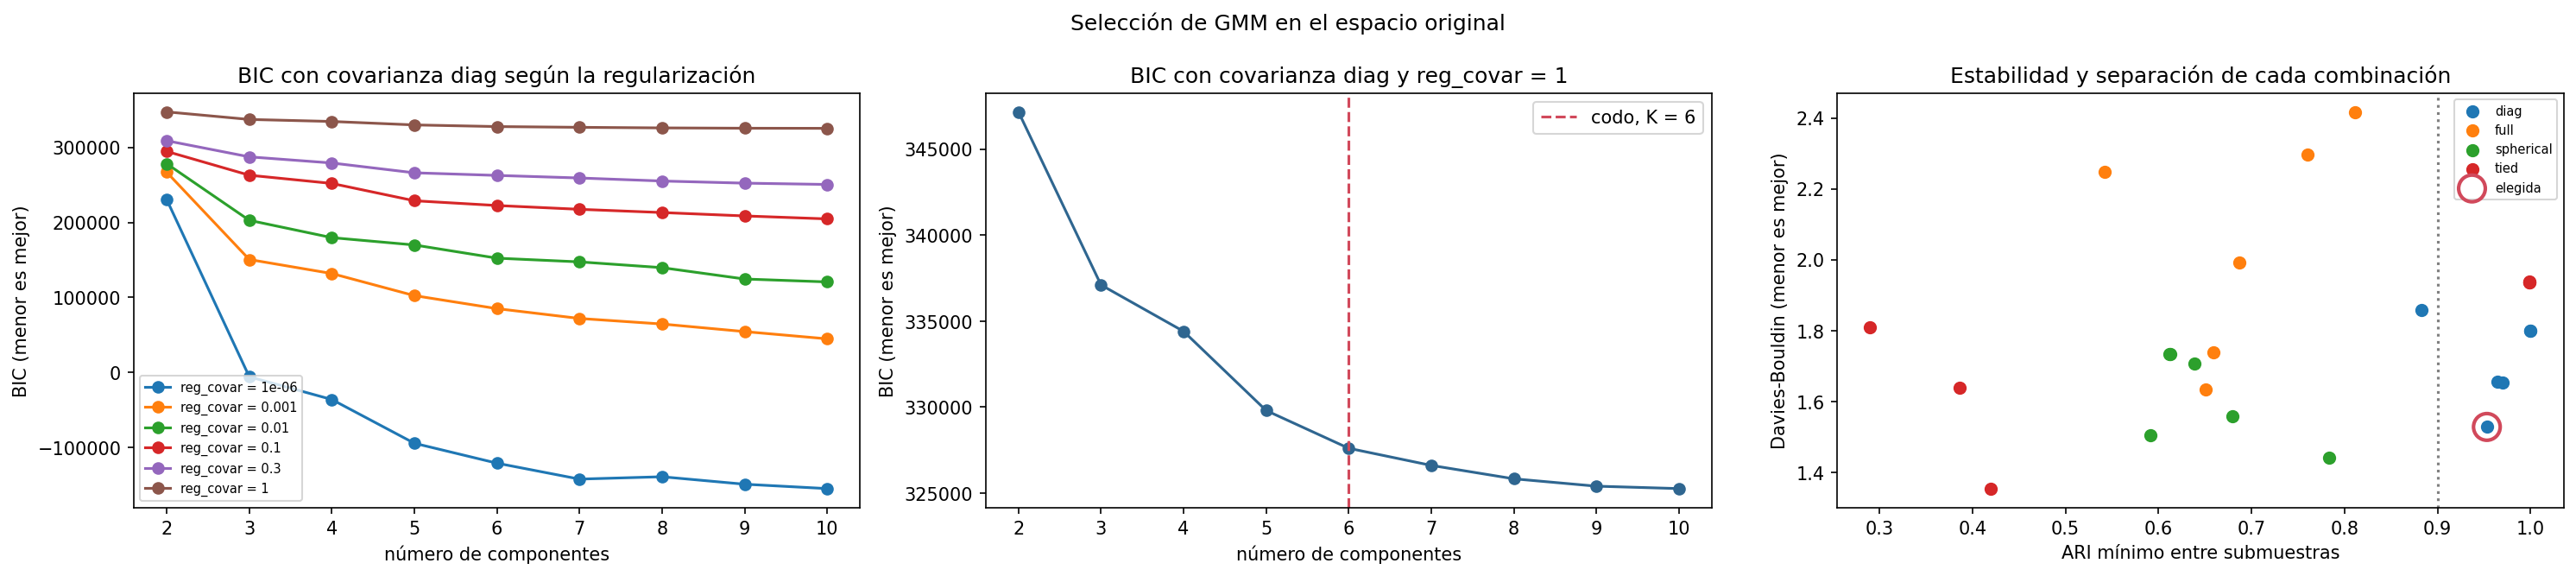 Selección de GMM en el espacio original
BIC con covarianza diag según la regularización
BIC (menor es mejor)
300000
200000
100000
0
−100000
reg_covar = 1e-06
reg_covar = 0.001
reg_covar = 0.01
reg_covar = 0.1
reg_covar = 0.3
reg_covar = 1
2 3 4 5 6 7 8 9 10
número de componentes
BIC con covarianza diag y reg_covar = 1
BIC (menor es mejor)
345000
340000
335000
330000
325000
codo, K = 6
2 3 4 5 6 7 8 9 10
número de componentes
Estabilidad y separación de cada combinación
Davies-Bouldin (menor es mejor)
2.4
2.2
2.0
1.8
1.6
1.4
diag
full
spherical
tied
elegida
0.3 0.4 0.5 0.6 0.7 0.8 0.9 1.0
ARI mínimo entre submuestras